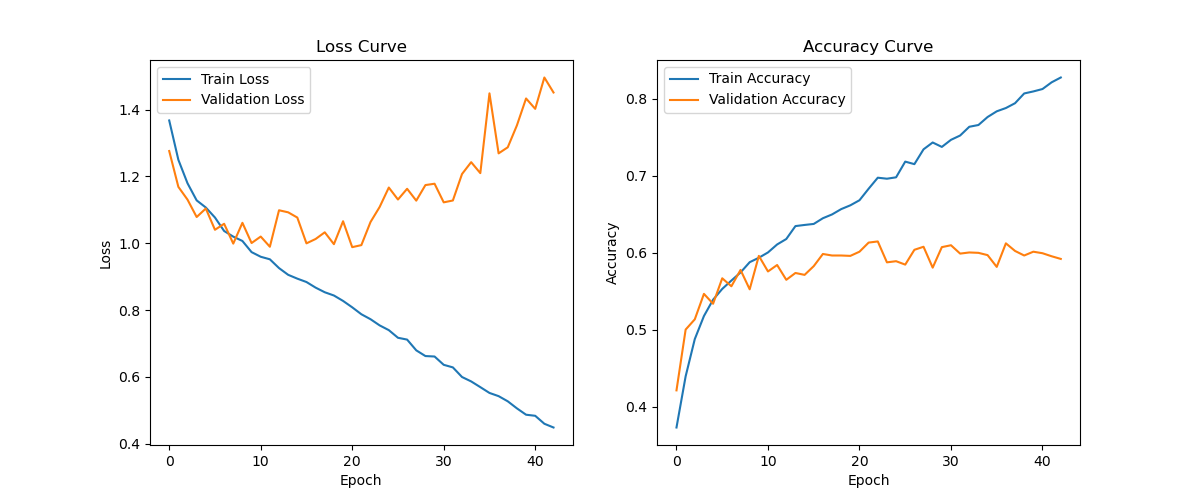 Loss Curve
Train Loss
Validation Loss
1.4
1.2
1.0
0.8
0.6
0.4
Loss
0
10
20
30
40
Epoch
Accuracy Curve
Train Accuracy
Validation Accuracy
0.8
0.7
0.6
0.5
0.4
Accuracy
0
10
20
30
40
Epoch